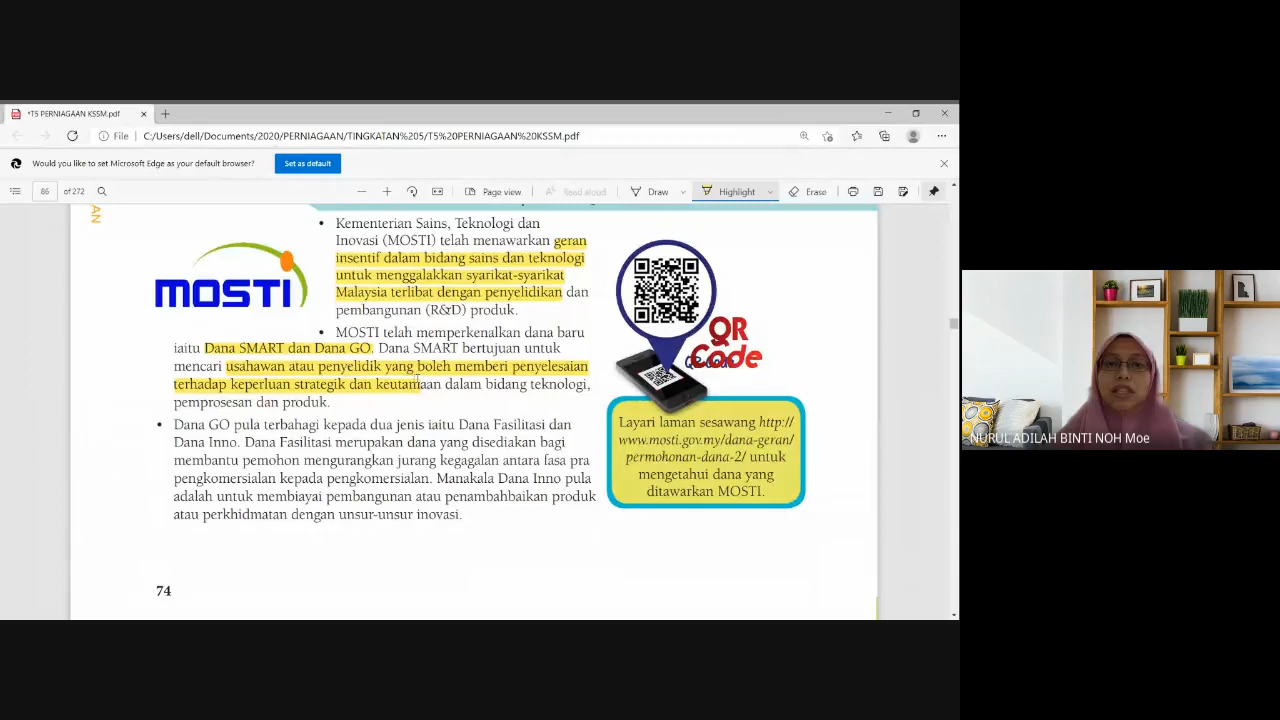 *T5 PERNIAGAAN KSSM.pdf
File C:/Users/dell/Documents/2020/PERNIAGAAN/TINGKATAN%205/T5%20PERNIAGAAN%20KSSM.pdf
Would you like to set Microsoft Edge as your default browser? Set as default
86 of 272 Page view Read aloud Draw Highlight Erase
AN
• Kementerian Sains, Teknologi dan
Inovasi (MOSTI) telah menawarkan geran
insentif dalam bidang sains dan teknologi
untuk menggalakkan syarikat-syarikat
Malaysia terlibat dengan penyelidikan dan
pembangunan (R&D) produk.
MOSTI
• MOSTI telah memperkenalkan dana baru
iaitu Dana SMART dan Dana GO. Dana SMART bertujuan untuk
mencari usahawan atau penyelidik yang boleh memberi penyelesaian
terhadap keperluan strategik dan keutamaan dalam bidang teknologi,
pemprosesan dan produk.
• Dana GO pula terbahagi kepada dua jenis iaitu Dana Fasilitasi dan
Dana Inno. Dana Fasilitasi merupakan dana yang disediakan bagi
membantu pemohon mengurangkan jurang kegagalan antara fasa pra
pengkomersialan kepada pengkomersialan. Manakala Dana Inno pula
adalah untuk membiayai pembangunan atau penambahbaikan produk
atau perkhidmatan dengan unsur-unsur inovasi.
QR
Code
Layari laman sesawang http://
www.mosti.gov.my/dana-geran/
permohonan-dana-2/ untuk
mengetahui dana yang
ditawarkan MOSTI.
74
NURUL ADILAH BINTI NOH Moe